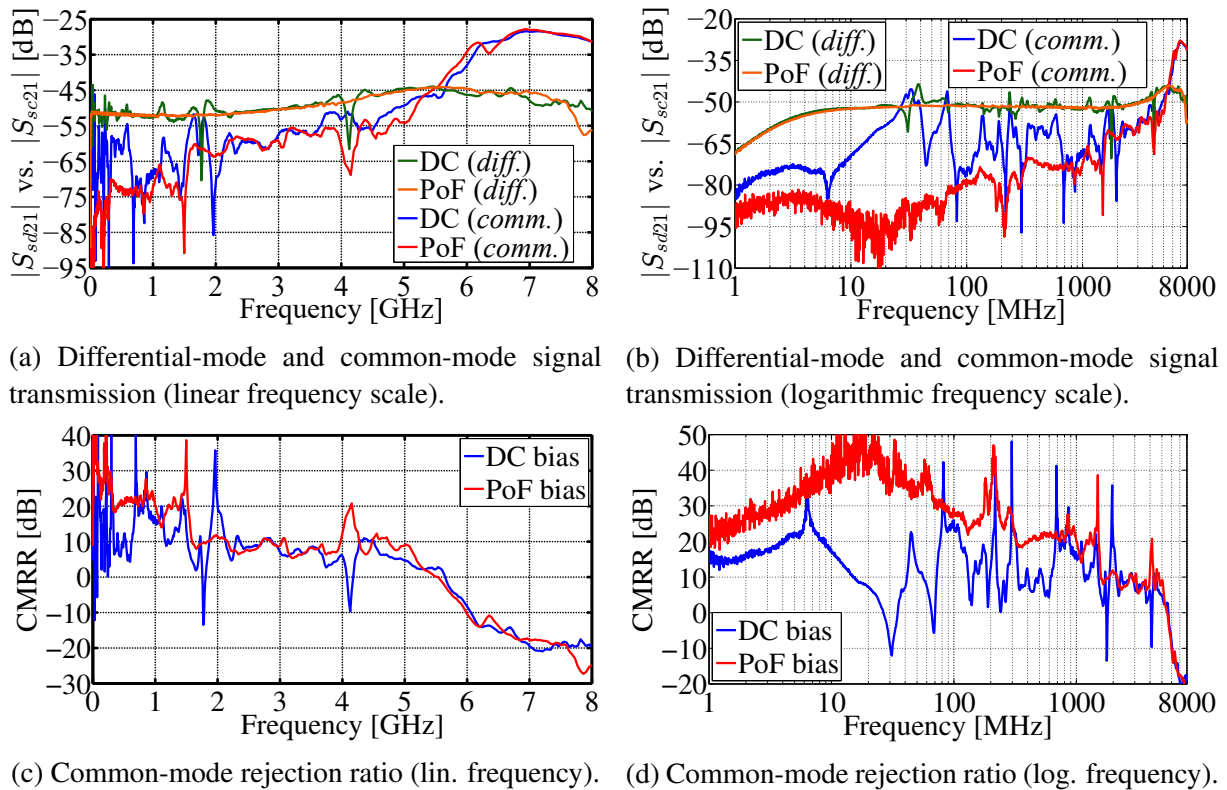 |S_sd21| vs. |S_sc21| [dB]
−25
−35
−45
−55
−65
−75
−85
−95
DC (diff.)
PoF (diff.)
DC (comm.)
PoF (comm.)
0 1 2 3 4 5 6 7 8
Frequency [GHz]
(a) Differential-mode and common-mode signal
transmission (linear frequency scale).
|S_sd21| vs. |S_sc21| [dB]
−20
−35
−50
−65
−80
−95
−110
DC (diff.)
PoF (diff.)
DC (comm.)
PoF (comm.)
1 10 100 1000 8000
Frequency [MHz]
(b) Differential-mode and common-mode signal
transmission (logarithmic frequency scale).
CMRR [dB]
40
30
20
10
0
−10
−20
−30
DC bias
PoF bias
0 1 2 3 4 5 6 7 8
Frequency [GHz]
(c) Common-mode rejection ratio (lin. frequency).
CMRR [dB]
50
40
30
20
10
0
−10
−20
DC bias
PoF bias
1 10 100 1000 8000
Frequency [MHz]
(d) Common-mode rejection ratio (log. frequency).